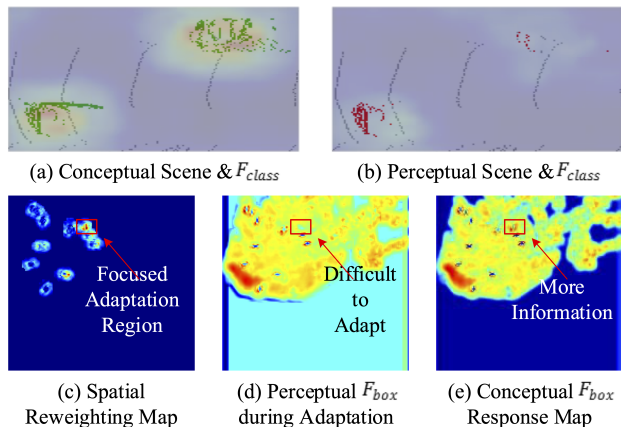 (a) Conceptual Scene & F_class
(b) Perceptual Scene & F_class
Focused
Adaptation
Region
Difficult
to
Adapt
More
Information
(c) Spatial
Reweighting Map
(d) Perceptual F_box
during Adaptation
(e) Conceptual F_box
Response Map